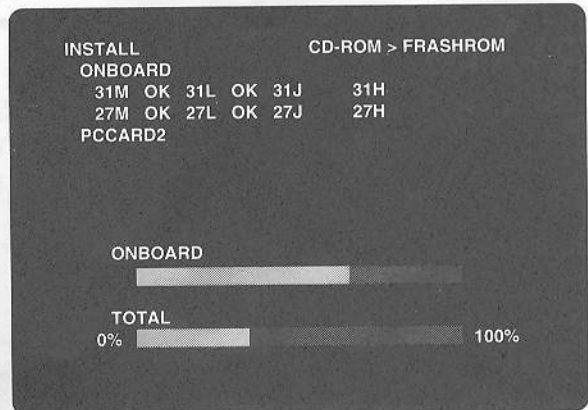 INSTALL CD-ROM > FRASHROM
ONBOARD
31M OK 31L OK 31J 31H
27M OK 27L OK 27J 27H
PCCARD2
ONBOARD
TOTAL
0% 100%